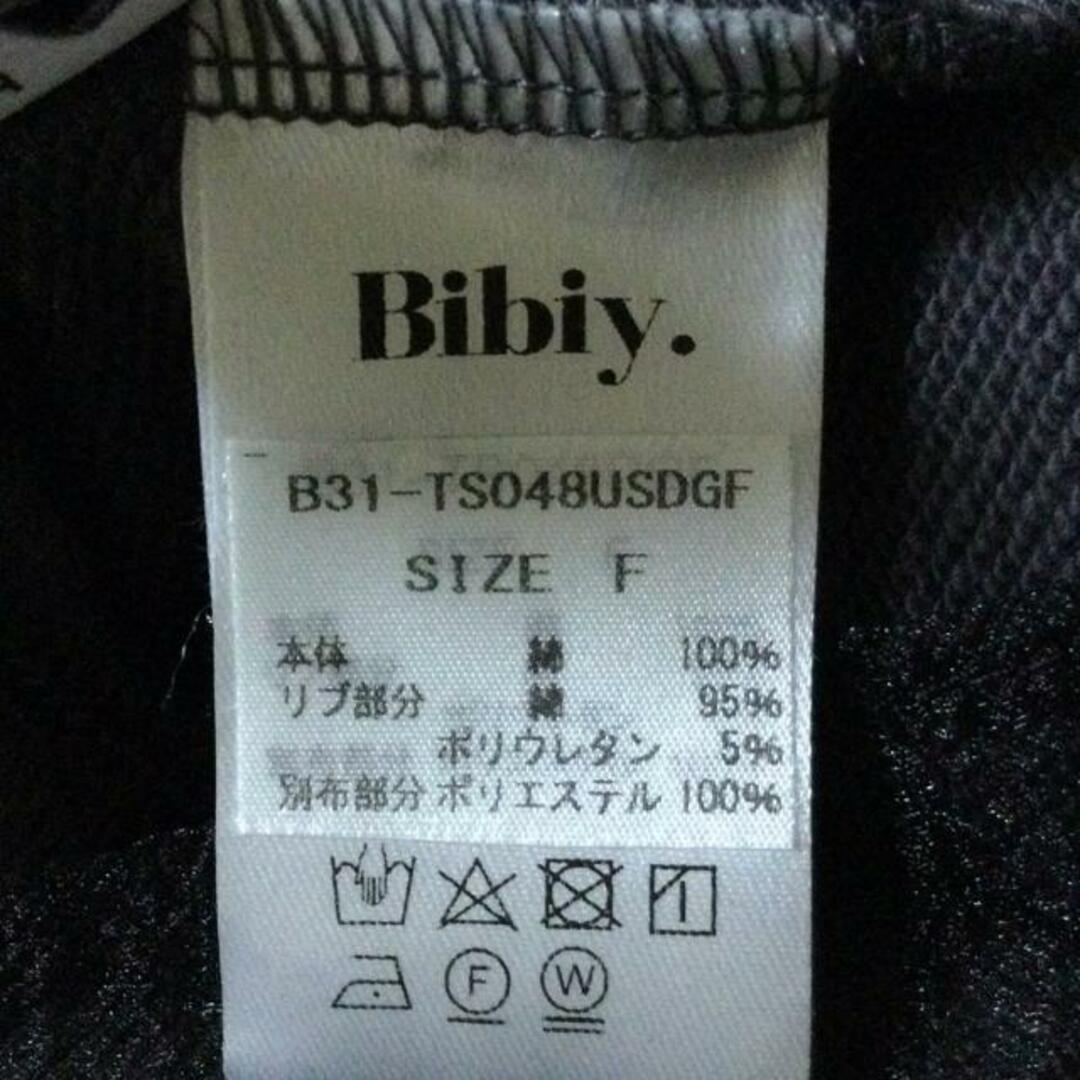 Bibiy.
B31-TS048USDGF
SIZE F
本体 綿 100%
リブ部分 綿 95%
ポリウレタン 5%
別布部分 ポリエステル 100%
F W